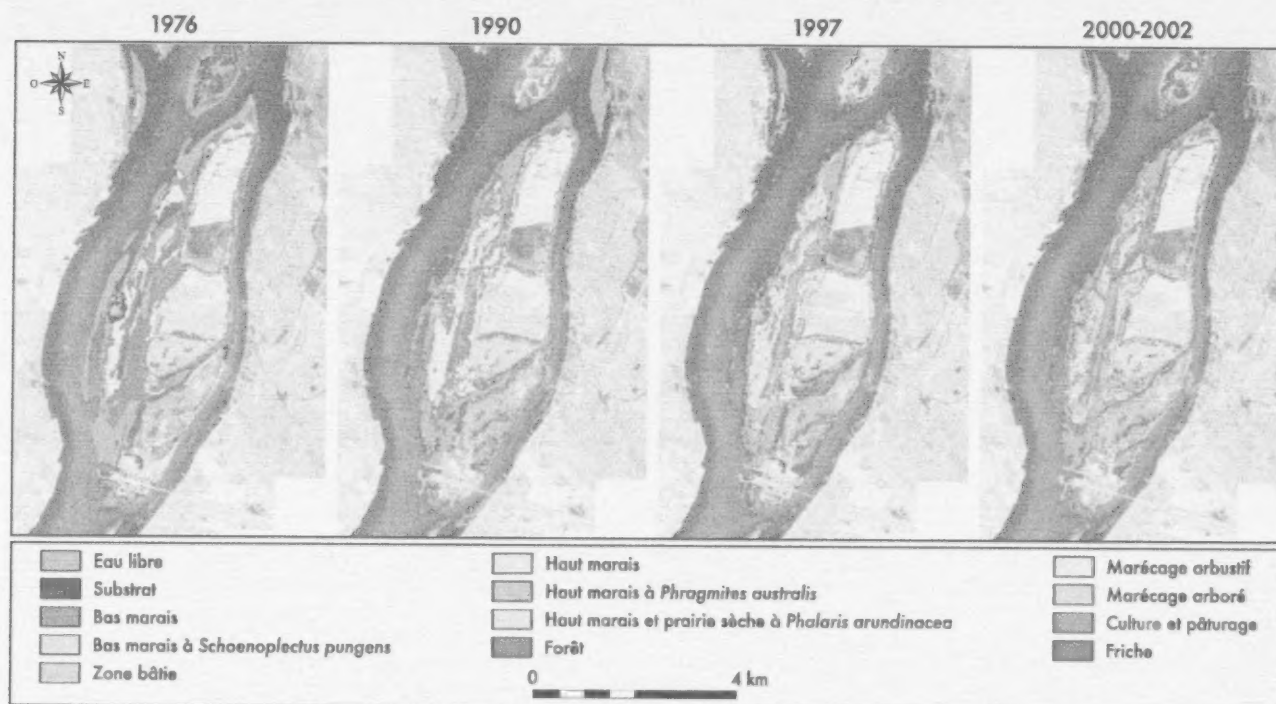 1976
1990
1997
2000-2002
N
O
E
S
Eau libre
Substrat
Bas marais
Bas marais à Schoenoplectus pungens
Zone bâtie
Haut marais
Haut marais à Phragmites australis
Haut marais et prairie sèche à Phalaris arundinacea
Forêt
0 4 km
Marécage arbustif
Marécage arboré
Culture et pâturage
Friche